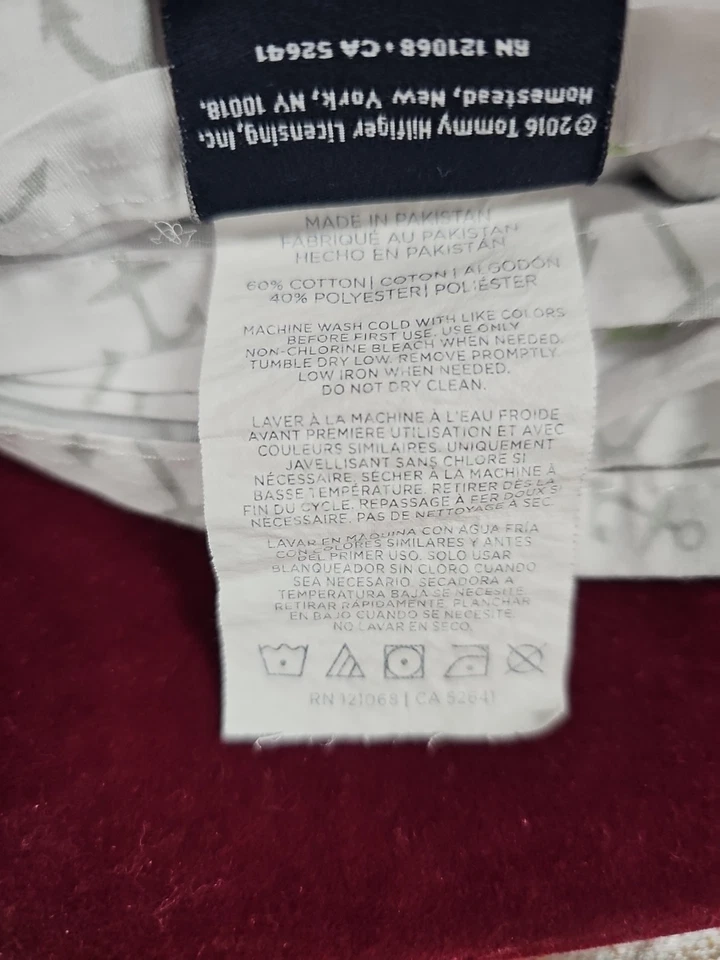 RN 121068 • CA 52641
Homestead, New York, NY 10018.
© 2016 Tommy Hilfiger Licensing, Inc.
MADE IN PAKISTAN
FABRIQUÉ AU PAKISTAN
HECHO EN PAKISTÁN
60% COTTON | COTON | ALGODÓN
40% POLYESTER | POLIÉSTER
MACHINE WASH COLD WITH LIKE COLORS
BEFORE FIRST USE. USE ONLY
NON-CHLORINE BLEACH WHEN NEEDED.
TUMBLE DRY LOW. REMOVE PROMPTLY.
LOW IRON WHEN NEEDED.
DO NOT DRY CLEAN.
LAVER À LA MACHINE À L'EAU FROIDE
AVANT PREMIÈRE UTILISATION ET AVEC
COULEURS SIMILAIRES. UNIQUEMENT
JAVELLISANT SANS CHLORE SI
NÉCESSAIRE. SÉCHER À LA MACHINE À
BASSE TEMPÉRATURE. RETIRER DÈS LA
FIN DU CYCLE. REPASSAGE À FER DOUX SI
NÉCESSAIRE. PAS DE NETTOYAGE À SEC
LAVAR EN MÁQUINA CON AGUA FRÍA
CON COLORES SIMILARES Y ANTES
DEL PRIMER USO. SOLO USAR
BLANQUEADOR SIN CLORO CUANDO
SEA NECESARIO. SECADORA A
TEMPERATURA BAJA SE NECESITE.
RETIRAR RÁPIDAMENTE. PLANCHAR
EN BAJO CUANDO SE NECESITE.
NO LAVAR EN SECO.
RN 121068 | CA 52641